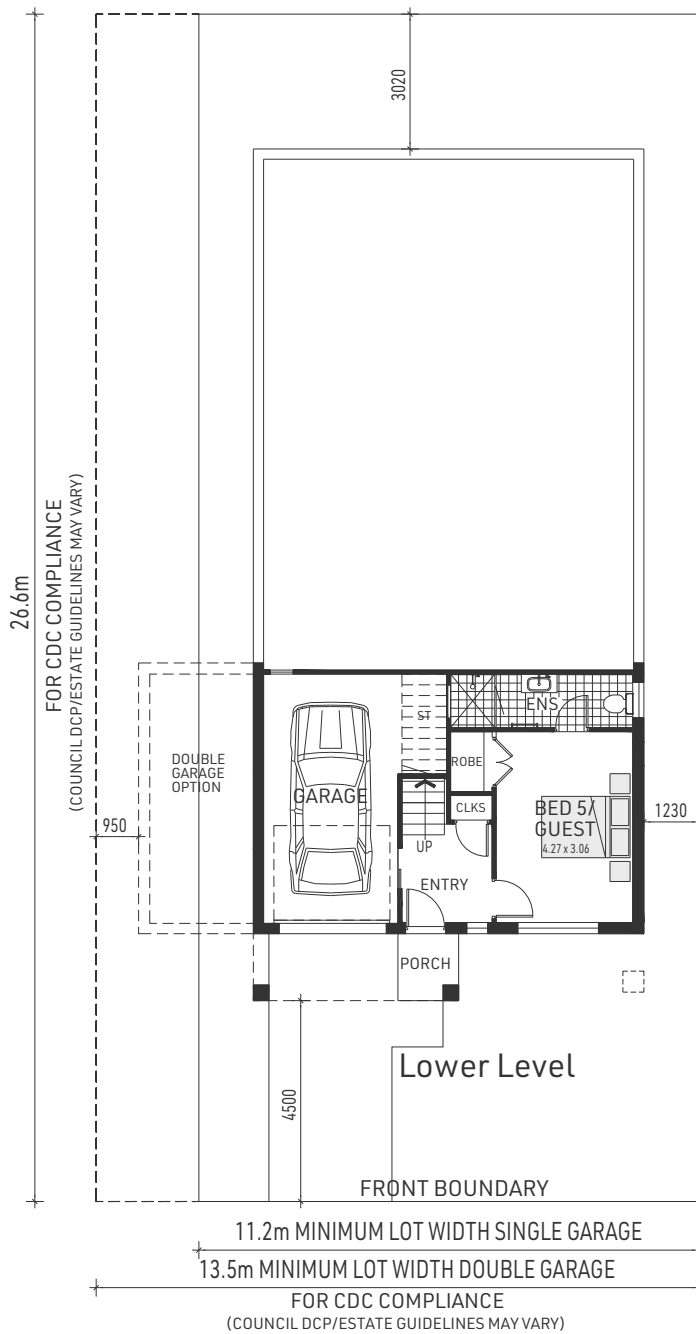 3020
26.6m
FOR CDC COMPLIANCE
(COUNCIL DCP/ESTATE GUIDELINES MAY VARY)
DOUBLE
GARAGE
OPTION
950
GARAGE
ST
ENS
ROBE
CLKS
BED 5/
GUEST
4.27 x 3.06
1230
UP
ENTRY
PORCH
4500
Lower Level
FRONT BOUNDARY
11.2m MINIMUM LOT WIDTH SINGLE GARAGE
13.5m MINIMUM LOT WIDTH DOUBLE GARAGE
FOR CDC COMPLIANCE
(COUNCIL DCP/ESTATE GUIDELINES MAY VARY)